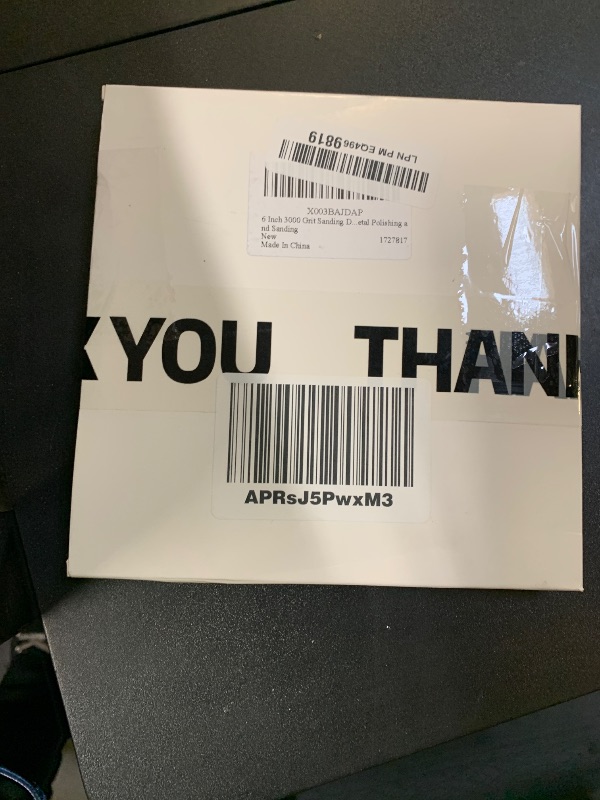 LPN PM EQ4969819
X003BAJDAP
6 Inch 3000 Grit Sanding D...etal Polishing a
nd Sanding
New 1727817
Made In China
K YOU THANK
APRsJ5PwxM3